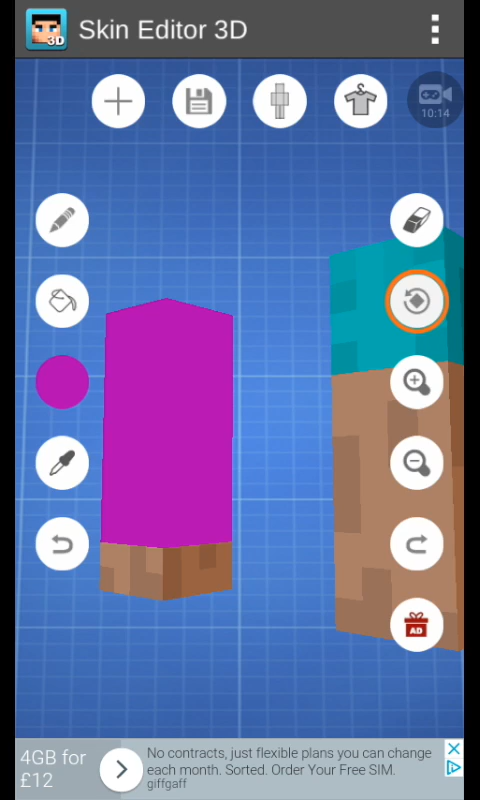 3D
Skin Editor 3D
10:14
AD
4GB for
£12
No contracts, just flexible plans you can change
each month. Sorted. Order Your Free SIM.
giffgaff